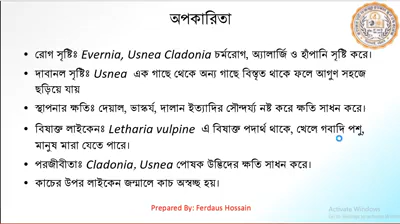 অপকারিতা
• রোগ সৃষ্টিঃ Evernia, Usnea Cladonia চর্মরোগ, অ্যালার্জি ও হাঁপানি সৃষ্টি করে।
• দাবানল সৃষ্টিঃ Usnea এক গাছে থেকে অন্য গাছে বিস্তৃত থাকে ফলে আগুণ সহজে
ছড়িয়ে যায়
• স্থাপনার ক্ষতিঃ দেয়াল, ভাস্কর্য, দালান ইত্যাদির সৌন্দর্য্য নষ্ট করে ক্ষতি সাধন করে।
• বিষাক্ত লাইকেনঃ Letharia vulpine এ বিষাক্ত পদার্থ থাকে, খেলে গবাদি পশু,
মানুষ মারা যেতে পারে।
• পরজীবীতাঃ Cladonia, Usnea পোষক উদ্ভিদের ক্ষতি সাধন করে।
• কাচের উপর লাইকেন জন্মালে কাচ অস্বচ্ছ হয়।
Prepared By: Ferdaus Hossain
Activate Windows